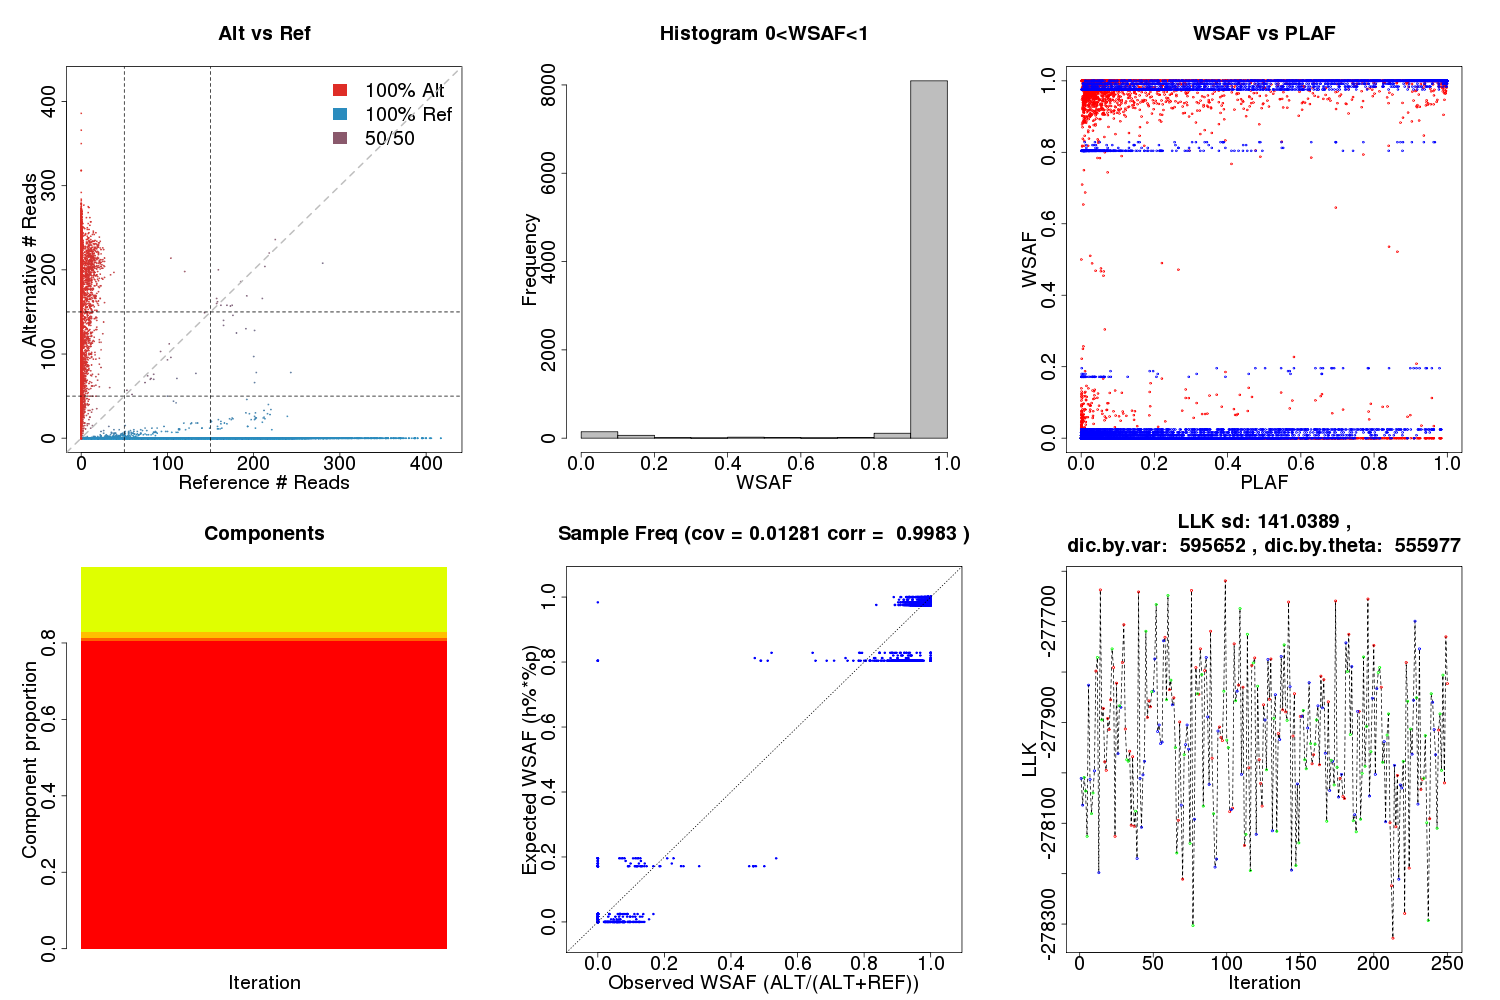 Alt vs Ref
100% Alt
100% Ref
50/50
Alternative # Reads
0 100 200 300 400
0 100 200 300 400
Reference # Reads
Histogram 0<WSAF<1
Frequency
0 2000 4000 6000 8000
0.0 0.2 0.4 0.6 0.8 1.0
WSAF
WSAF vs PLAF
WSAF
0.0 0.2 0.4 0.6 0.8 1.0
0.0 0.2 0.4 0.6 0.8 1.0
PLAF
Components
Component proportion
0.0 0.2 0.4 0.6 0.8
Iteration
Sample Freq (cov = 0.01281 corr = 0.9983 )
Expected WSAF (h%*%p)
0.0 0.2 0.4 0.6 0.8 1.0
0.0 0.2 0.4 0.6 0.8 1.0
Observed WSAF (ALT/(ALT+REF))
LLK sd: 141.0389 ,
dic.by.var: 595652 , dic.by.theta: 555977
LLK
-278300 -278100 -277900 -277700
0 50 100 150 200 250
Iteration